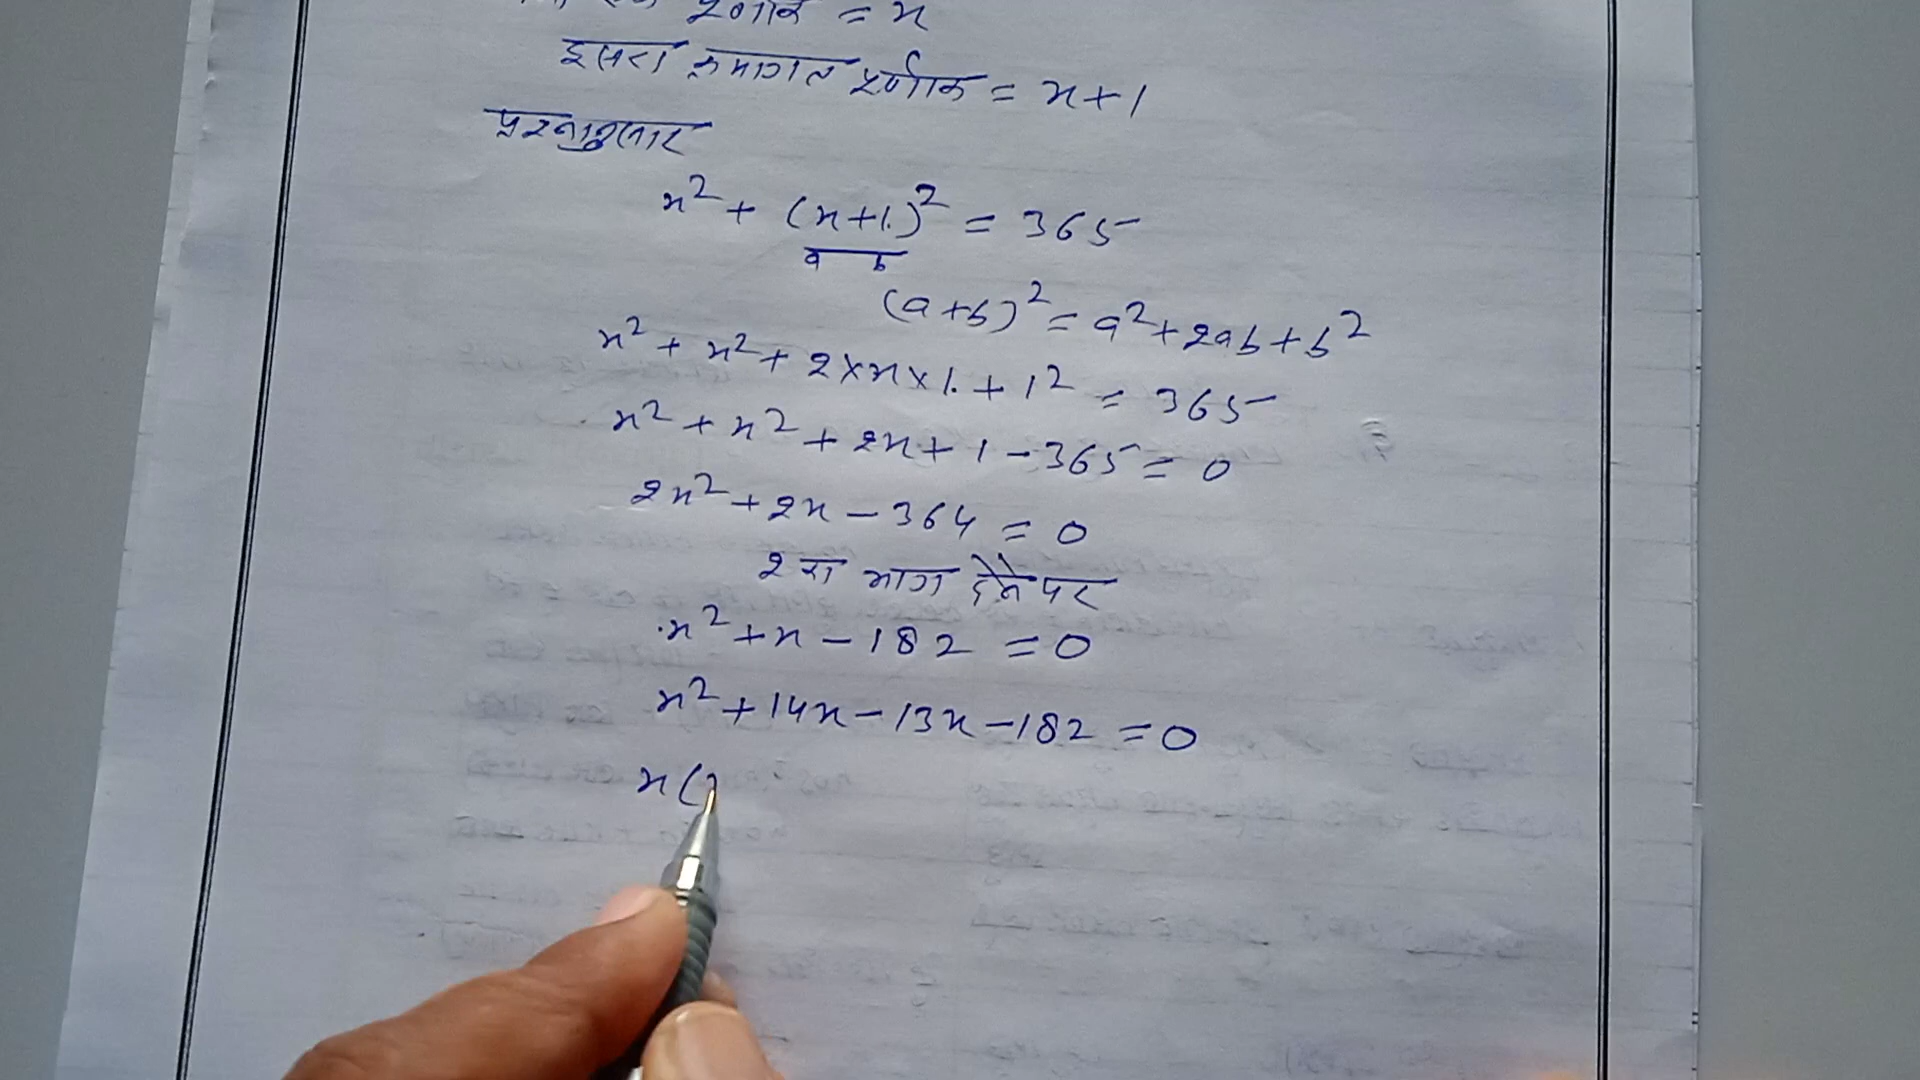 पूर्णांक = x
दूसरा क्रमागत पूर्णांक = x + 1
प्रश्नानुसार
x² + (x+1)² = 365
a b
(a+b)² = a² + 2ab + b²
x² + x² + 2×x×1 + 1² = 365
x² + x² + 2x + 1 - 365 = 0
2x² + 2x - 364 = 0
2 से भाग देने पर
x² + x - 182 = 0
x² + 14x - 13x - 182 = 0
x (